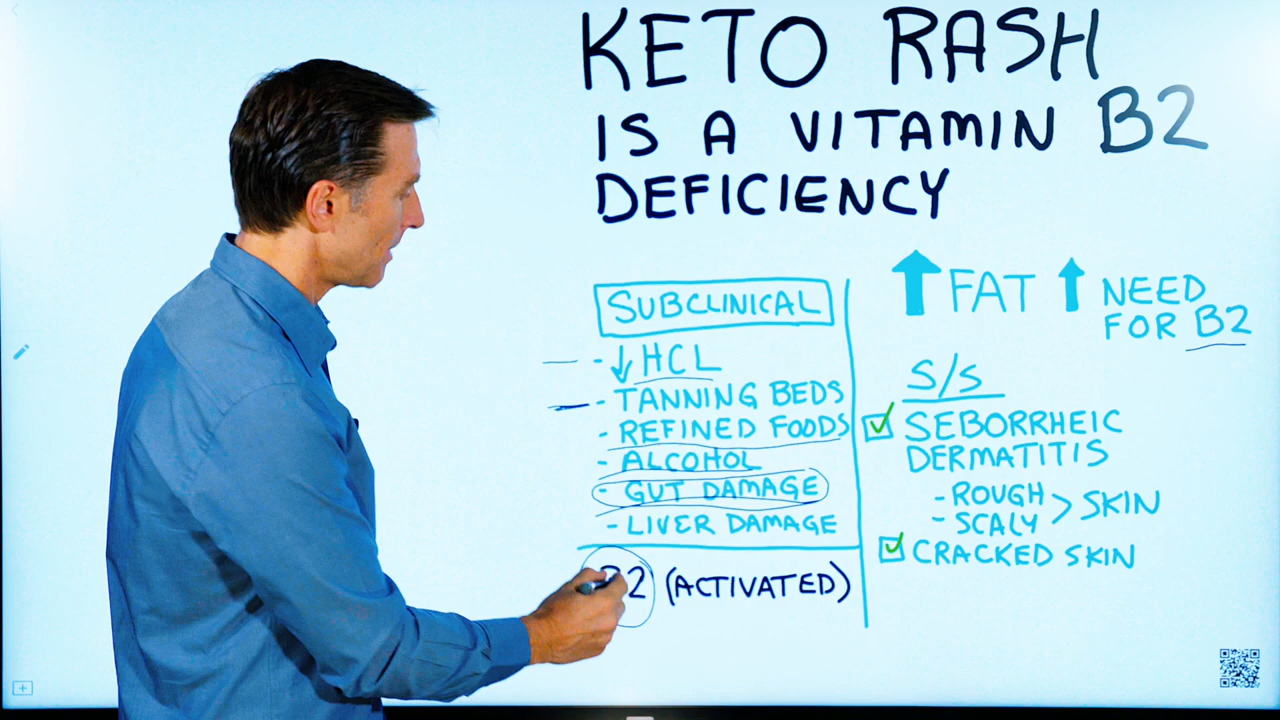 KETO RASH
IS A VITAMIN B2
DEFICIENCY
SUBCLINICAL
- ↓ HCL
- TANNING BEDS
- REFINED FOODS
- ALCOHOL
- GUT DAMAGE
- LIVER DAMAGE
(ACTIVATED)
↑ FAT ↑ NEED
FOR B2
S/S
☑ SEBORRHEIC
DERMATITIS
- ROUGH
- SCALY > SKIN
☑ CRACKED SKIN